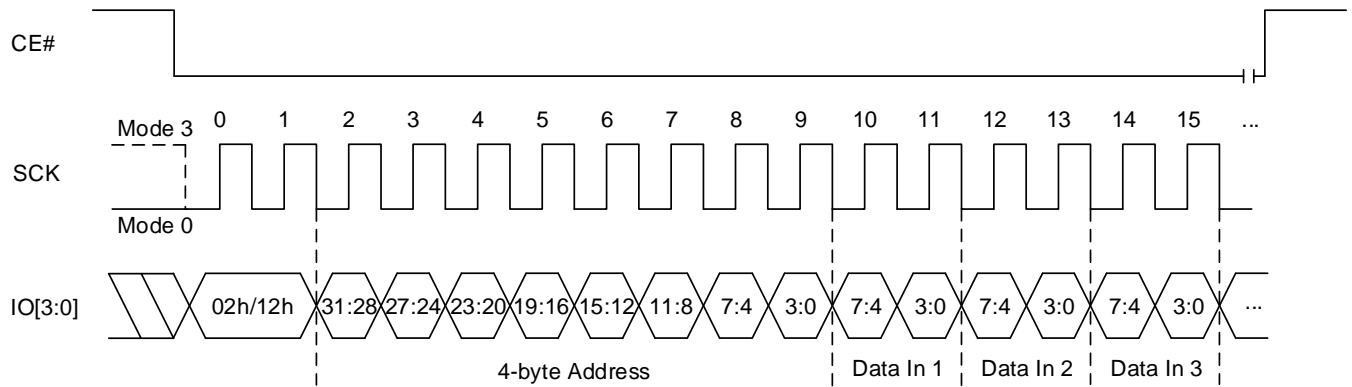 CE#
Mode 3 0 1 2 3 4 5 6 7 8 9 10 11 12 13 14 15 ...
SCK
Mode 0
IO[3:0] 02h/12h 31:28 27:24 23:20 19:16 15:12 11:8 7:4 3:0 7:4 3:0 7:4 3:0 7:4 3:0 ...
4-byte Address Data In 1 Data In 2 Data In 3